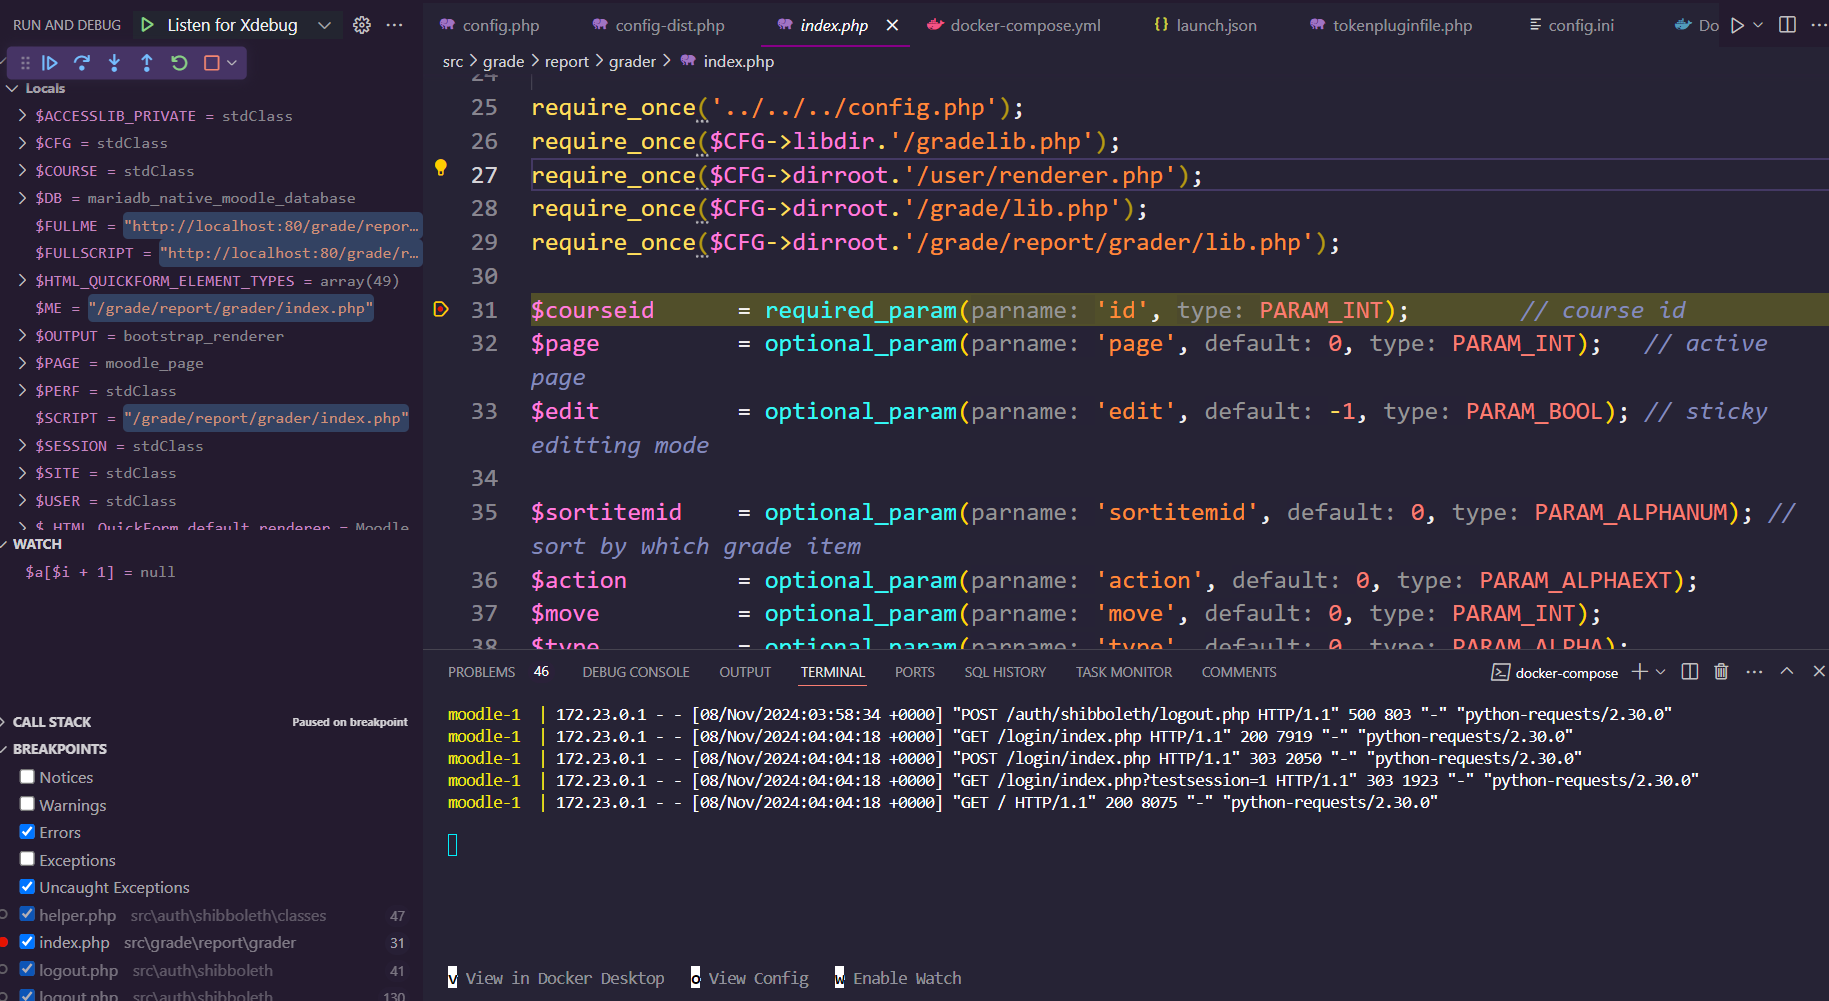 RUN AND DEBUG
Listen for Xdebug
config.php
config-dist.php
index.php
docker-compose.yml
launch.json
tokenpluginfile.php
config.ini
Do
src > grade > report > grader > index.php
Locals
$ACCESSLIB_PRIVATE = stdClass
$CFG = stdClass
$COURSE = stdClass
$DB = mariadb_native_moodle_database
$FULLME = "http://localhost:80/grade/repor…
$FULLSCRIPT = "http://localhost:80/grade/r…
$HTML_QUICKFORM_ELEMENT_TYPES = array(49)
$ME = "/grade/report/grader/index.php"
$OUTPUT = bootstrap_renderer
$PAGE = moodle_page
$PERF = stdClass
$SCRIPT = "/grade/report/grader/index.php"
$SESSION = stdClass
$SITE = stdClass
$USER = stdClass
$_HTML_QuickForm_default_renderer = Moodle
WATCH
$a[$i + 1] = null
CALL STACK
Paused on breakpoint
BREAKPOINTS
Notices
Warnings
Errors
Exceptions
Uncaught Exceptions
helper.php src\auth\shibboleth\classes 47
index.php src\grade\report\grader 31
logout.php src\auth\shibboleth 41
logout.php src\auth\shibboleth 130
24
25 require_once('../../../config.php');
26 require_once($CFG->libdir.'/gradelib.php');
27 require_once($CFG->dirroot.'/user/renderer.php');
28 require_once($CFG->dirroot.'/grade/lib.php');
29 require_once($CFG->dirroot.'/grade/report/grader/lib.php');
30
31 $courseid = required_param(parname: 'id', type: PARAM_INT); // course id
32 $page = optional_param(parname: 'page', default: 0, type: PARAM_INT); // active
page
33 $edit = optional_param(parname: 'edit', default: -1, type: PARAM_BOOL); // sticky
editting mode
34
35 $sortitemid = optional_param(parname: 'sortitemid', default: 0, type: PARAM_ALPHANUM); //
sort by which grade item
36 $action = optional_param(parname: 'action', default: 0, type: PARAM_ALPHAEXT);
37 $move = optional_param(parname: 'move', default: 0, type: PARAM_INT);
38 $type = optional_param(parname: 'type', default: 0, type: PARAM_ALPHA);
PROBLEMS 46
DEBUG CONSOLE
OUTPUT
TERMINAL
PORTS
SQL HISTORY
TASK MONITOR
COMMENTS
docker-compose
moodle-1 | 172.23.0.1 - - [08/Nov/2024:03:58:34 +0000] "POST /auth/shibboleth/logout.php HTTP/1.1" 500 803 "-" "python-requests/2.30.0"
moodle-1 | 172.23.0.1 - - [08/Nov/2024:04:04:18 +0000] "GET /login/index.php HTTP/1.1" 200 7919 "-" "python-requests/2.30.0"
moodle-1 | 172.23.0.1 - - [08/Nov/2024:04:04:18 +0000] "POST /login/index.php HTTP/1.1" 303 2050 "-" "python-requests/2.30.0"
moodle-1 | 172.23.0.1 - - [08/Nov/2024:04:04:18 +0000] "GET /login/index.php?testsession=1 HTTP/1.1" 303 1923 "-" "python-requests/2.30.0"
moodle-1 | 172.23.0.1 - - [08/Nov/2024:04:04:18 +0000] "GET / HTTP/1.1" 200 8075 "-" "python-requests/2.30.0"
v View in Docker Desktop o View Config w Enable Watch